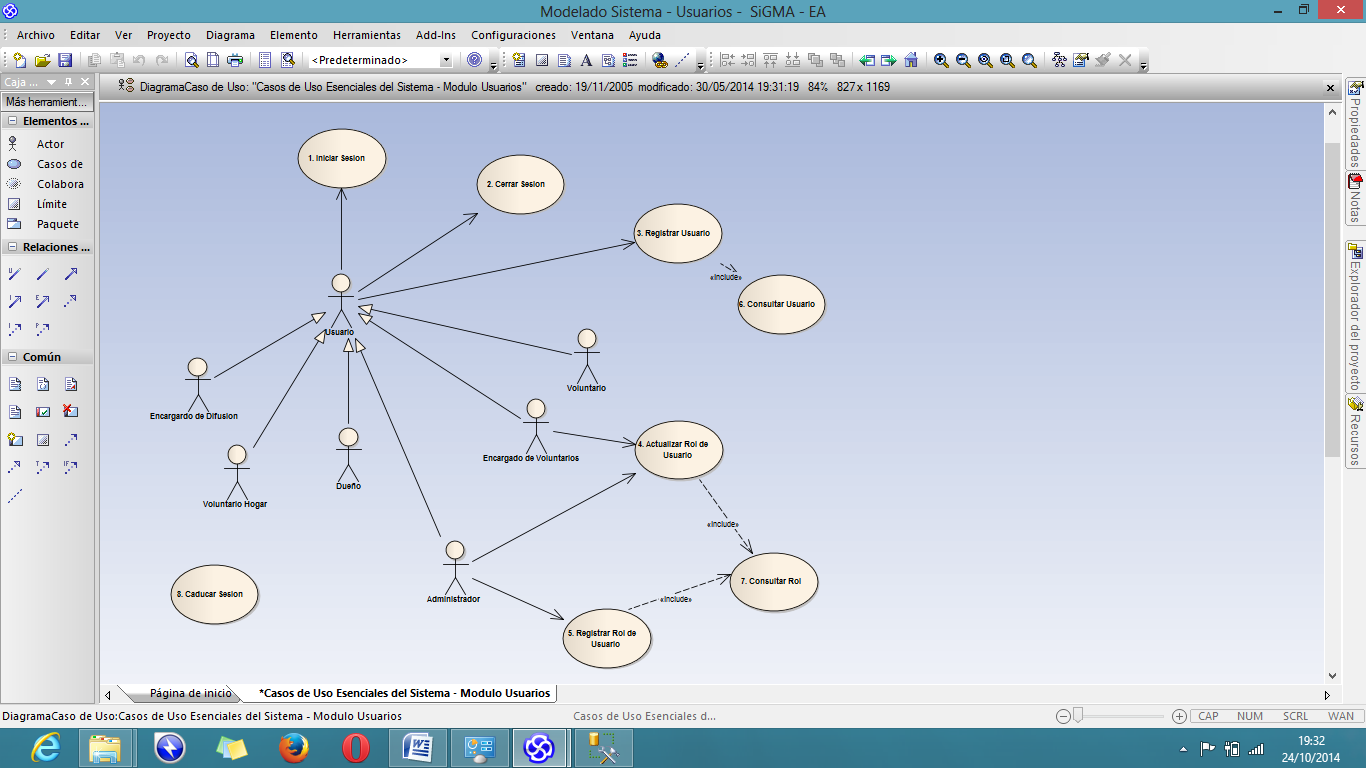 Modelado Sistema - Usuarios - SiGMA - EA
Archivo Editar Ver Proyecto Diagrama Elemento Herramientas Add-Ins Configuraciones Ventana Ayuda
<Predeterminado>
Caja ...
DiagramaCaso de Uso: "Casos de Uso Esenciales del Sistema - Modulo Usuarios" creado: 19/11/2005 modificado: 30/05/2014 19:31:19 84% 827 x 1169
Más herramient...
Elementos ...
Actor
Casos de
Colabora
Límite
Paquete
Relaciones ...
Común
1. Iniciar Sesion
2. Cerrar Sesion
3. Registrar Usuario
«include»
6. Consultar Usuario
Usuario
Voluntario
Encargardo de Difusion
Encargado de Voluntarios
4. Actualizar Rol de
Usuario
Dueño
Voluntario Hogar
«include»
7. Consultar Rol
8. Caducar Sesion
Administrador
«include»
5. Registrar Rol de
Usuario
Propiedades
Notas
Explorador del proyecto
Recursos
Página de inicio
*Casos de Uso Esenciales del Sistema - Modulo Usuarios
DiagramaCaso de Uso:Casos de Uso Esenciales del Sistema - Modulo Usuarios
Casos de Uso Esenciales d...
CAP NUM SCRL WAN
19:32
24/10/2014